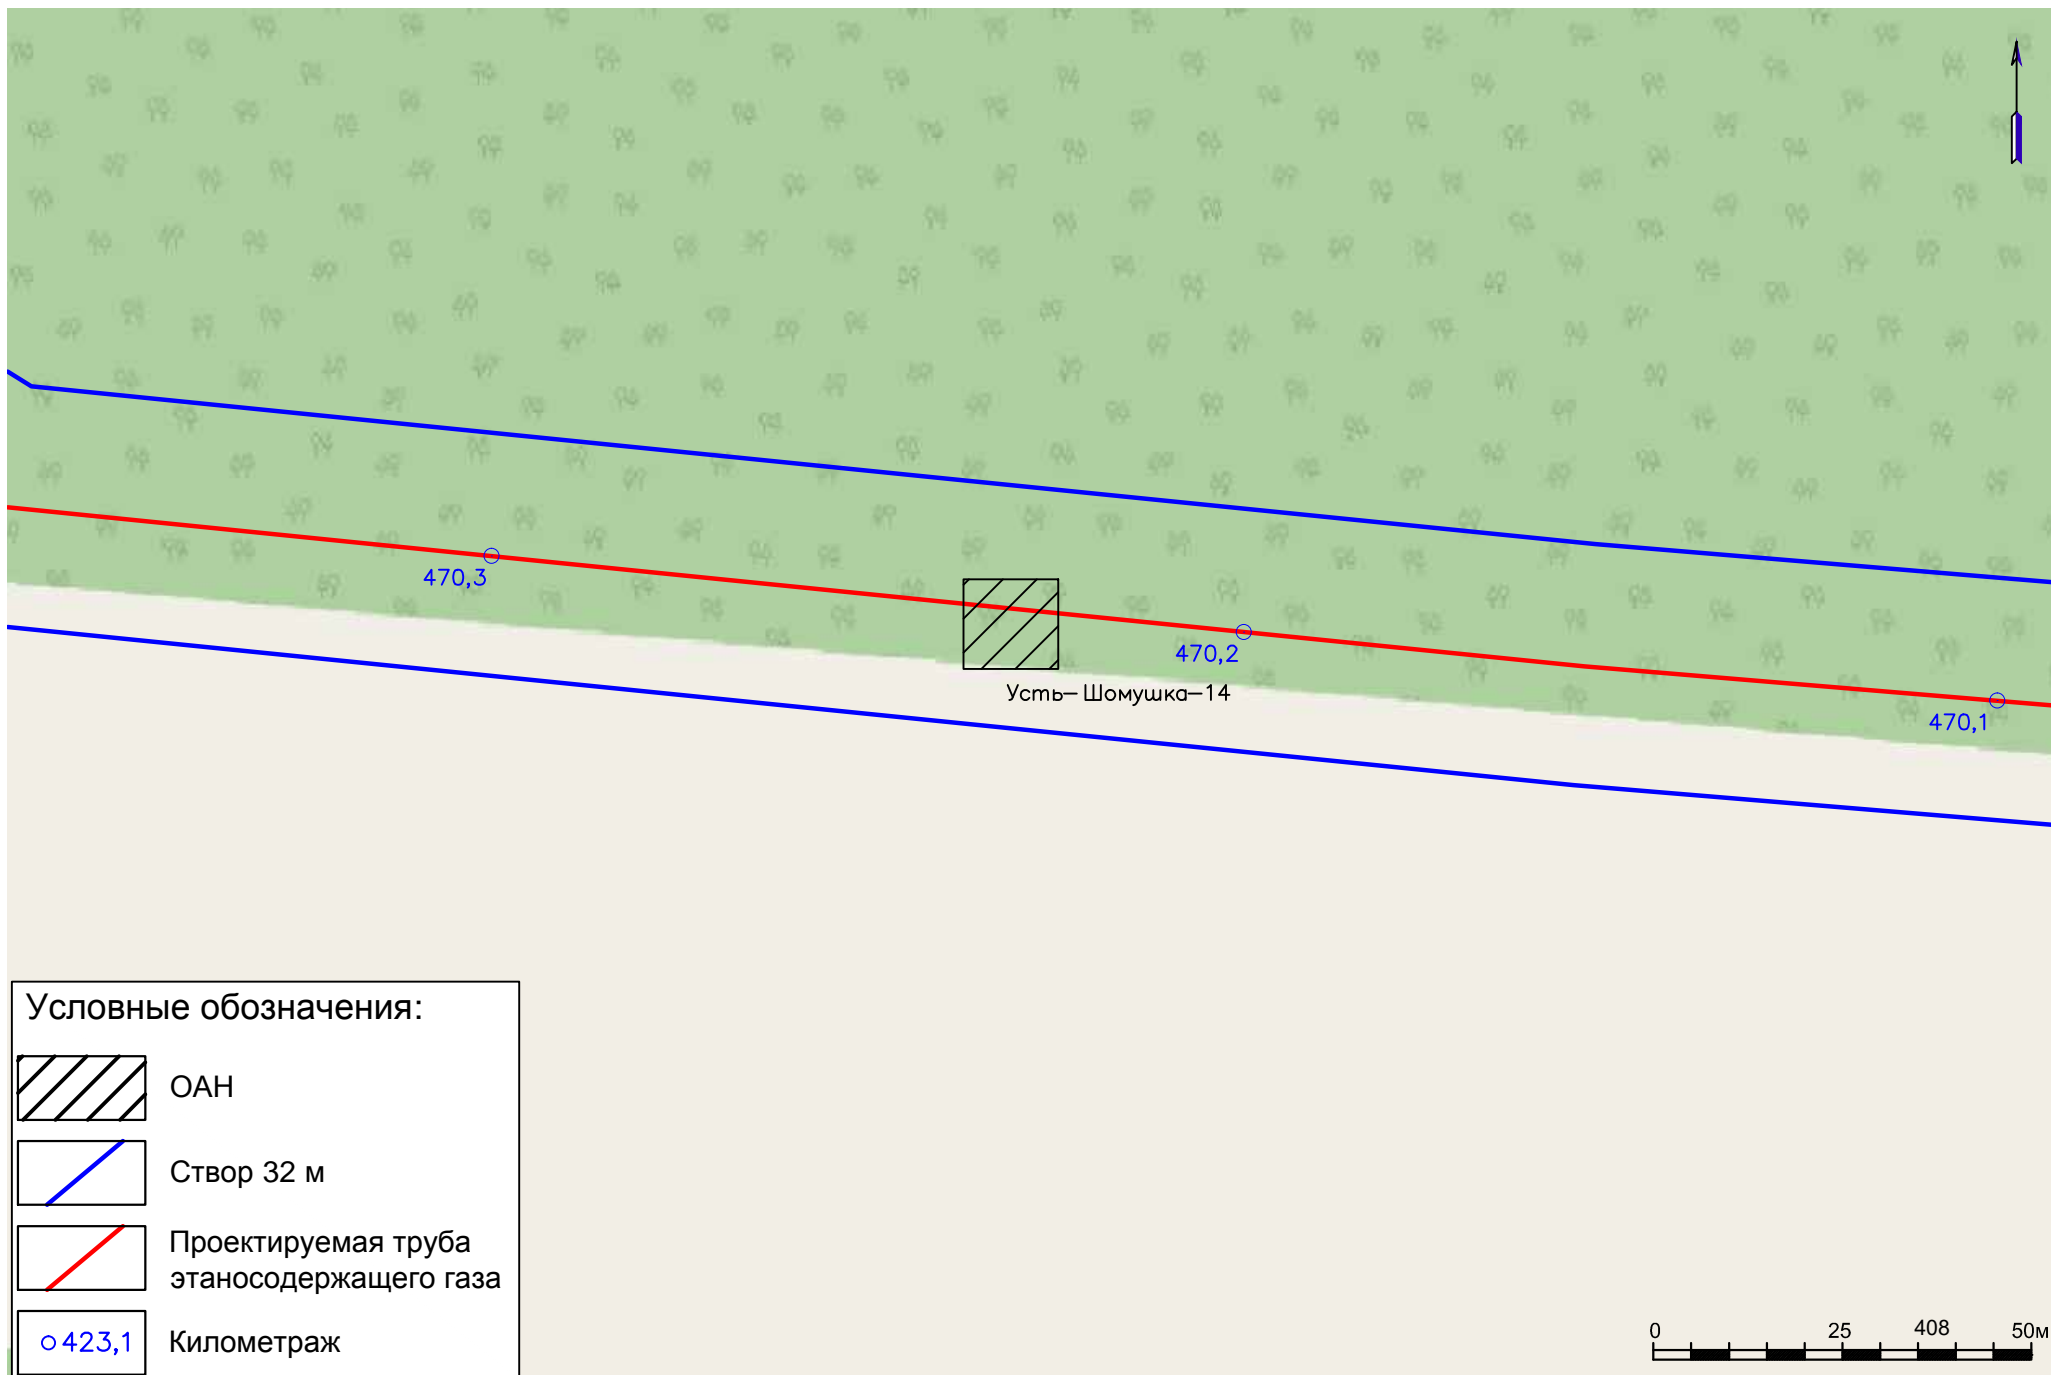 470,3
470,2
Усть-Шомушка-14
470,1
Условные обозначения:
ОАН
Створ 32 м
Проектируемая труба
этаносодержащего газа
423,1
Километраж
0 25 408 50м